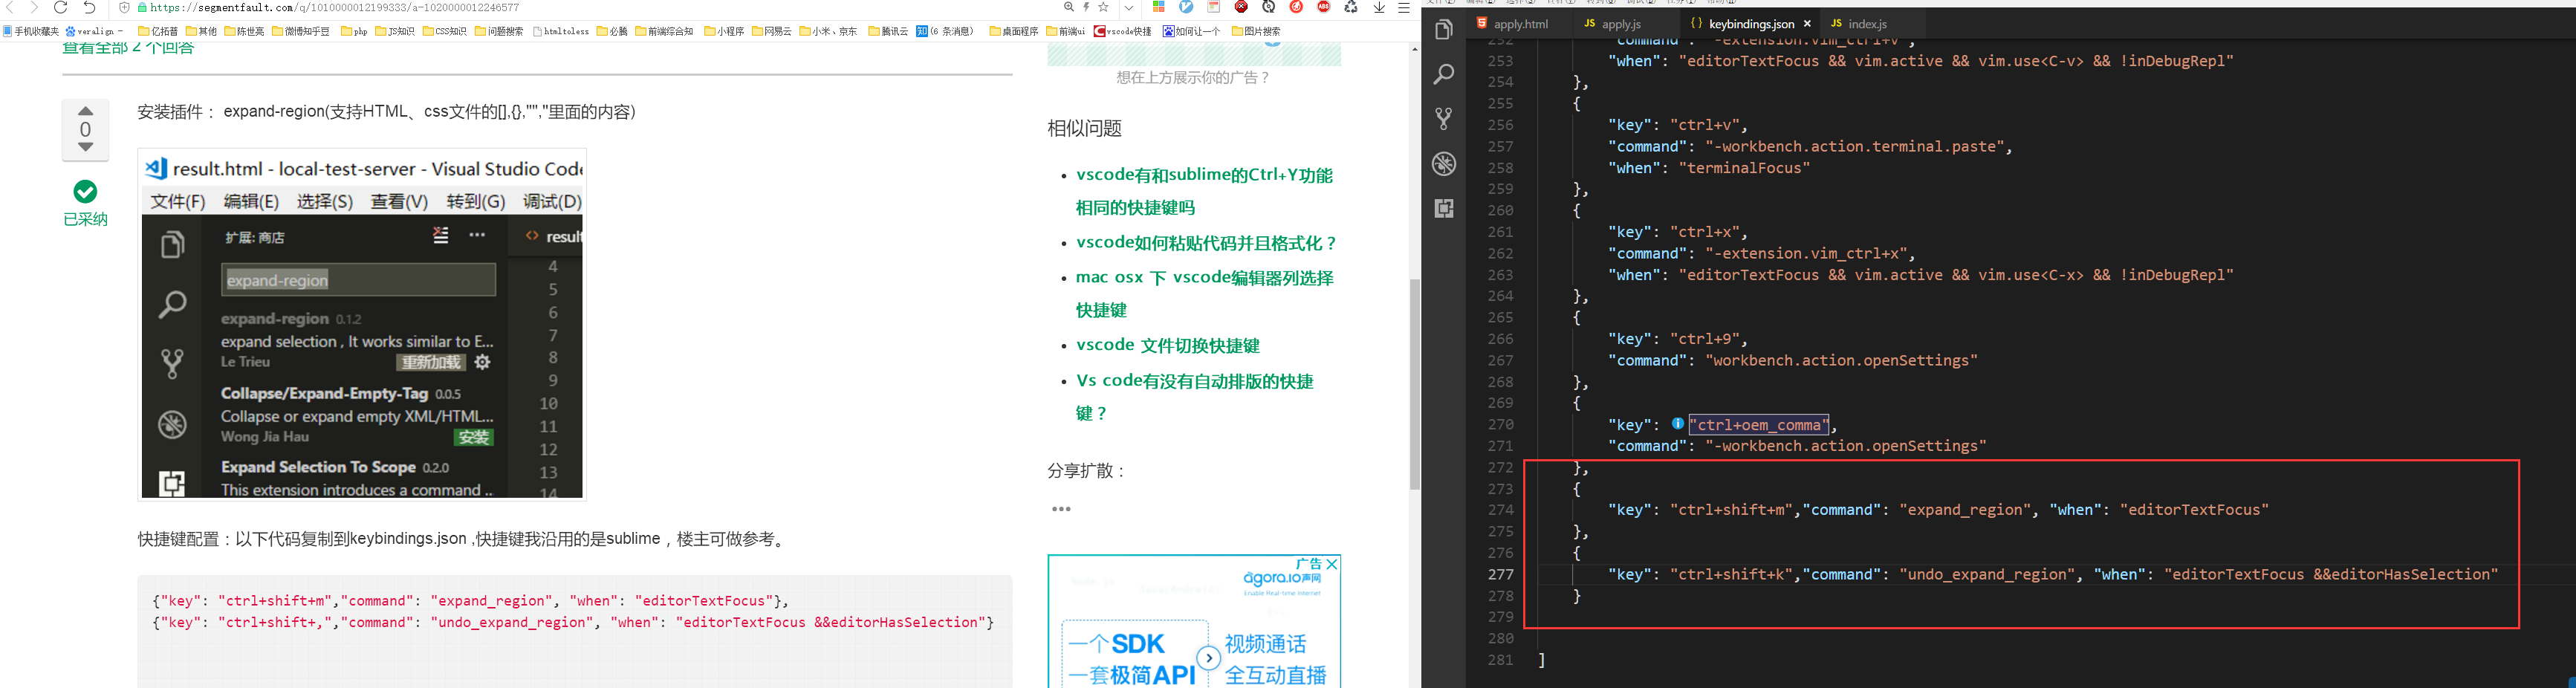 https://segmentfault.com/q/1010000012199333/a-1020000012246577
手机收藏夹 veralign － 亿拓普 其他 陈世亮 微博知乎豆 php JS知识 CSS知识 问题搜索 htmltoless 必騰 前端综合知 小程序 网易云 小米、京东 腾讯云 (6 条消息) 桌面程序 前端ui vscode快捷 如何让一个 图片搜索
查看全部 2 个回答
0
已采纳
安装插件： expand-region(支持HTML、css文件的[],{},"",''里面的内容)
result.html - local-test-server - Visual Studio Code
文件(F) 编辑(E) 选择(S) 查看(V) 转到(G) 调试(D)
扩展: 商店
expand-region
expand-region 0.1.2
expand selection , It works similar to E...
Le Trieu 重新加载
Collapse/Expand-Empty-Tag 0.0.5
Collapse or expand empty XML/HTML...
Wong Jia Hau 安装
Expand Selection To Scope 0.2.0
This extension introduces a command ...
<> result
4
5
6
7
8
9
10
11
12
13
14
快捷键配置：以下代码复制到keybindings.json ,快捷键我沿用的是sublime，楼主可做参考。
{"key": "ctrl+shift+m","command": "expand_region", "when": "editorTextFocus"},
{"key": "ctrl+shift+,","command": "undo_expand_region", "when": "editorTextFocus &&editorHasSelection"}
想在上方展示你的广告？
相似问题
vscode有和sublime的Ctrl+Y功能
相同的快捷键吗
vscode如何粘贴代码并且格式化？
mac osx 下 vscode编辑器列选择
快捷键
vscode 文件切换快捷键
Vs code有没有自动排版的快捷
键？
分享扩散：
广告
agora.io声网
Enable Real-time Internet
一个SDK
一套极简API
视频通话
全互动直播
apply.html JS apply.js {} keybindings.json × JS index.js
252 "command": "-extension.vim_ctrl+v",
253 "when": "editorTextFocus && vim.active && vim.use<C-v> && !inDebugRepl"
254 },
255 {
256 "key": "ctrl+v",
257 "command": "-workbench.action.terminal.paste",
258 "when": "terminalFocus"
259 },
260 {
261 "key": "ctrl+x",
262 "command": "-extension.vim_ctrl+x",
263 "when": "editorTextFocus && vim.active && vim.use<C-x> && !inDebugRepl"
264 },
265 {
266 "key": "ctrl+9",
267 "command": "workbench.action.openSettings"
268 },
269 {
270 "key": "ctrl+oem_comma",
271 "command": "-workbench.action.openSettings"
272 },
273 {
274 "key": "ctrl+shift+m","command": "expand_region", "when": "editorTextFocus"
275 },
276 {
277 "key": "ctrl+shift+k","command": "undo_expand_region", "when": "editorTextFocus &&editorHasSelection"
278 }
279
280
281 ]